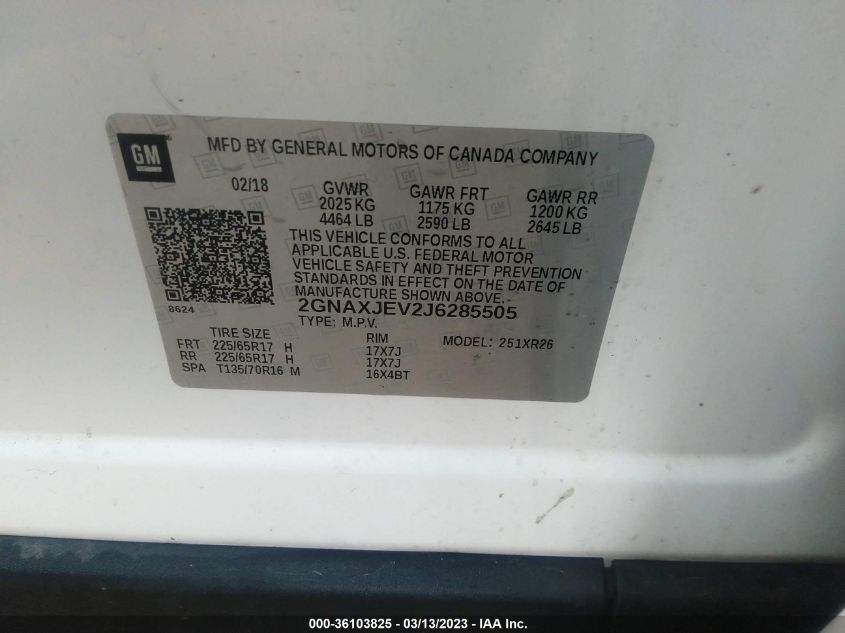 GM
MFD BY GENERAL MOTORS OF CANADA COMPANY
02/18 GVWR GAWR FRT GAWR RR
2025 KG 1175 KG 1200 KG
4464 LB 2590 LB 2645 LB
THIS VEHICLE CONFORMS TO ALL
APPLICABLE U.S. FEDERAL MOTOR
VEHICLE SAFETY AND THEFT PREVENTION
STANDARDS IN EFFECT ON THE DATE OF
MANUFACTURE SHOWN ABOVE.
8624
2GNAXJEV2J6285505
TYPE: M.P.V.
TIRE SIZE RIM MODEL: 251XR26
FRT 225/65R17 H 17X7J
RR 225/65R17 H 17X7J
SPA T135/70R16 M 16X4BT
000-36103825 - 03/13/2023 - IAA Inc.